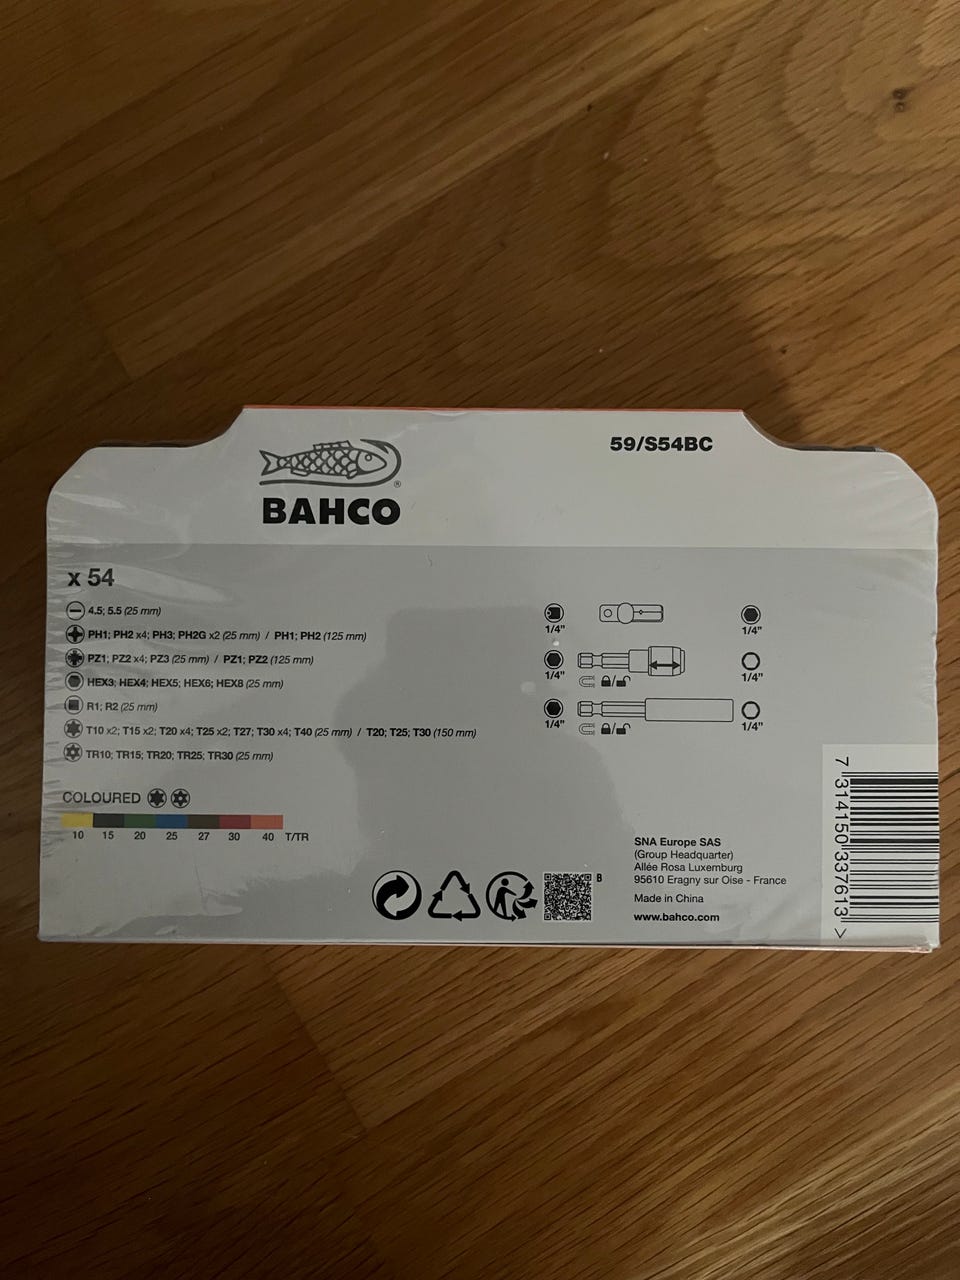 BAHCO
®
59/S54BC
x 54
4.5; 5.5 (25 mm)
PH1; PH2 x4; PH3; PH2G x2 (25 mm) / PH1; PH2 (125 mm)
PZ1; PZ2 x4; PZ3 (25 mm) / PZ1; PZ2 (125 mm)
HEX3; HEX4; HEX5; HEX6; HEX8 (25 mm)
R1; R2 (25 mm)
T10 x2; T15 x2; T20 x4; T25 x2; T27; T30 x4; T40 (25 mm) / T20; T25; T30 (150 mm)
TR10; TR15; TR20; TR25; TR30 (25 mm)
COLOURED
10 15 20 25 27 30 40 T/TR
1/4" 1/4"
1/4" 1/4"
1/4" 1/4"
SNA Europe SAS
(Group Headquarter)
Allée Rosa Luxemburg
95610 Eragny sur Oise - France
Made in China
www.bahco.com
B
7 314150 337613 >